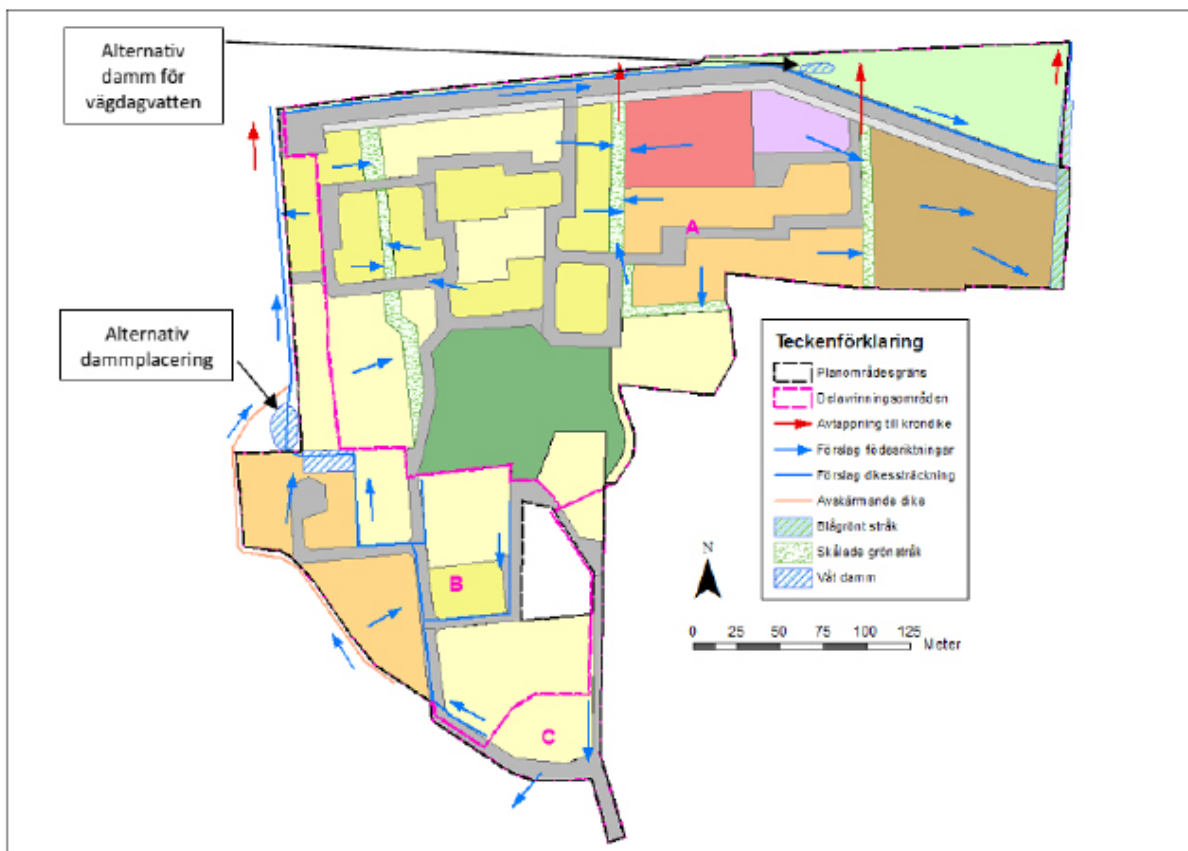 Alternativ
damm för
vägdagvatten
A
Alternativ
dammplacering
Teckenförklaring
Planområdesgräns
Delavrinningsområden
Avtappning till krondike
Förslag flödesriktningar
Förslag dikessträckning
Avskärmande dike
Blågrönt stråk
Skålade grönstråk
Våt damm
N
0 25 50 75 100 125
Meter
B
C